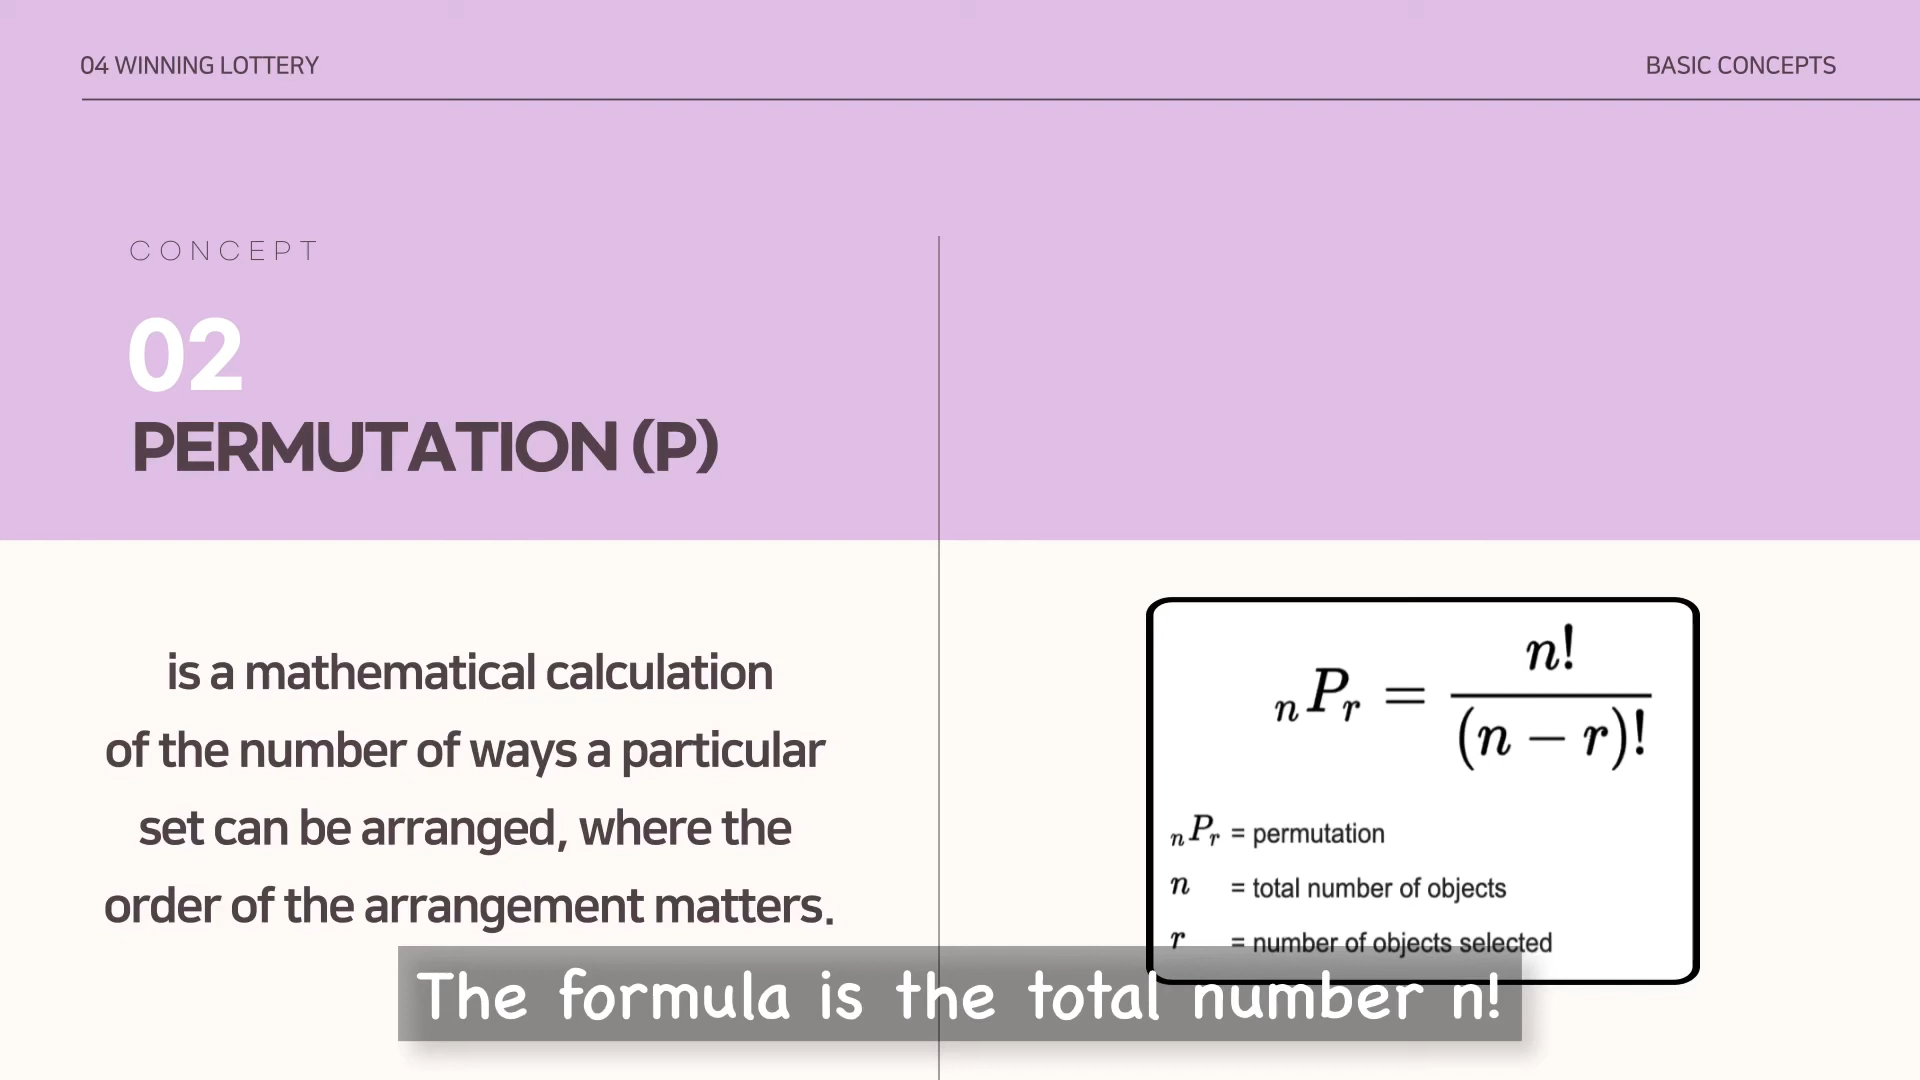 04 WINNING LOTTERY
BASIC CONCEPTS
CONCEPT
02
PERMUTATION (P)
is a mathematical calculation
of the number of ways a particular
set can be arranged, where the
order of the arrangement matters.
nPr = n! / (n − r)!
nPr = permutation
n = total number of objects
r = number of objects selected
The formula is the total number n!